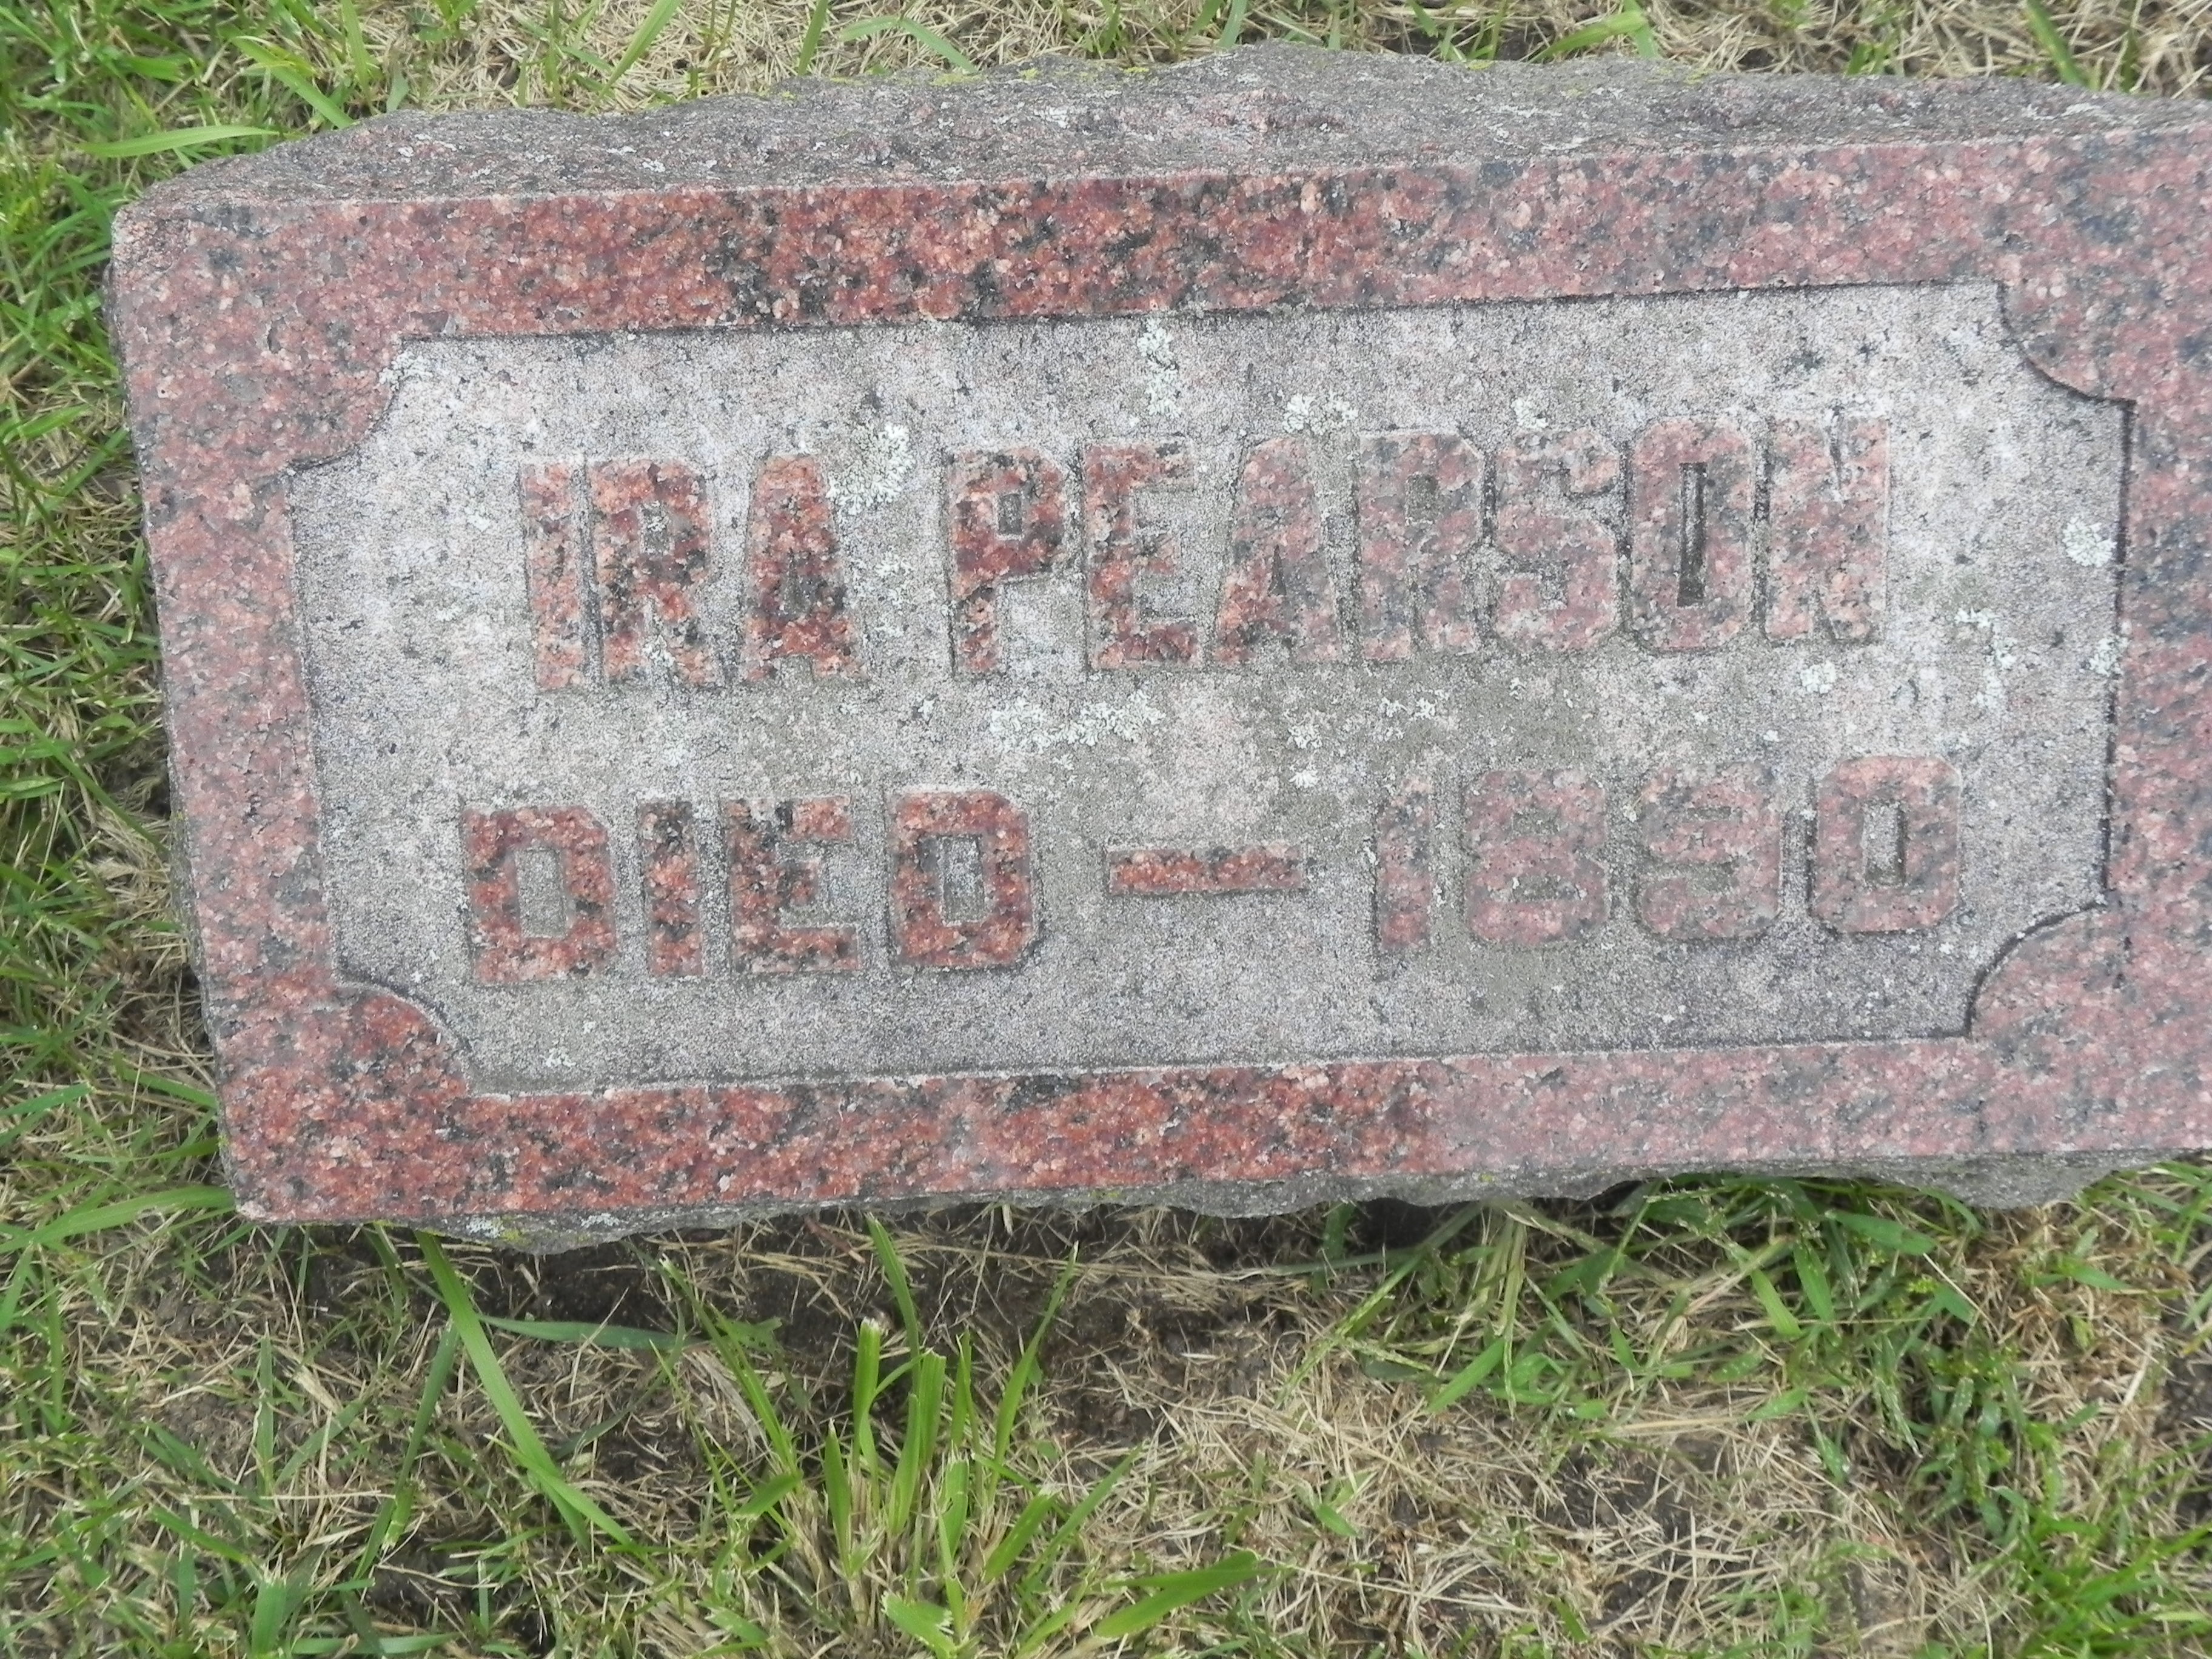 IRA PEARSON
DIED — 1890